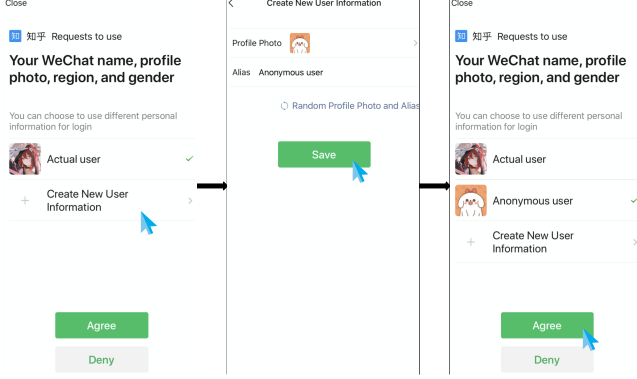 Close
知 知乎 Requests to use
Your WeChat name, profile
photo, region, and gender
You can choose to use different personal
information for login
Actual user
Create New User
Information
Agree
Deny
Create New User Information
Profile Photo
Alias Anonymous user
Random Profile Photo and Alias
Save
Close
知 知乎 Requests to use
Your WeChat name, profile
photo, region, and gender
You can choose to use different personal
information for login
Actual user
Anonymous user
Create New User
Information
Agree
Deny